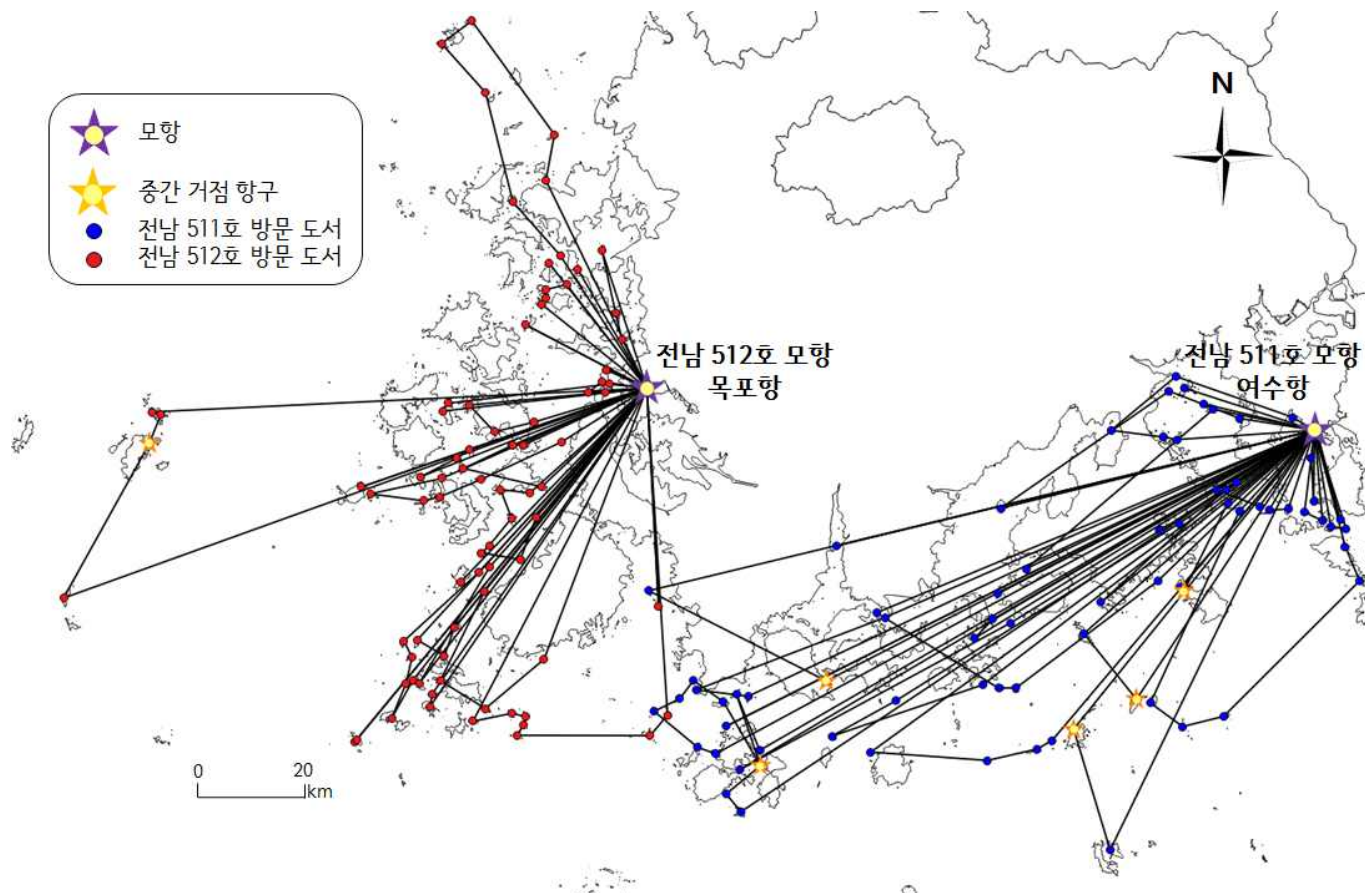 N
모항
중간 거점 항구
전남 511호 방문 도서
전남 512호 방문 도서
전남 512호 모항
목포항
전남 511호 모항
여수항
0 20
km